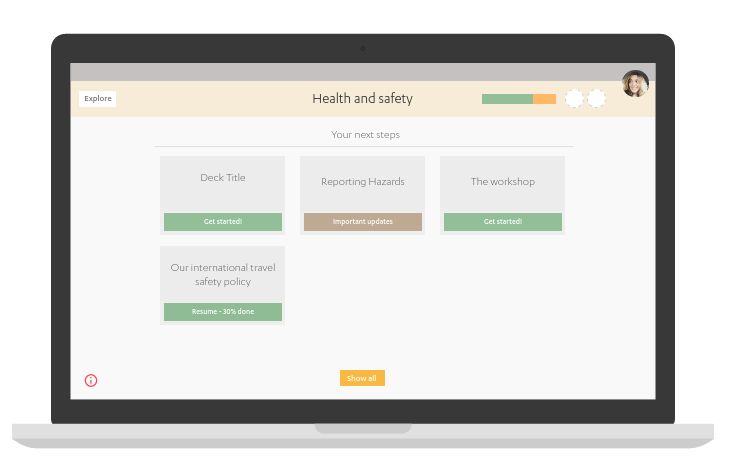 Explore
Health and safety
Your next steps
Deck Title
Get started!
Reporting Hazards
Important updates
The workshop
Get started!
Our international travel
safety policy
Resume - 30% done
Show all